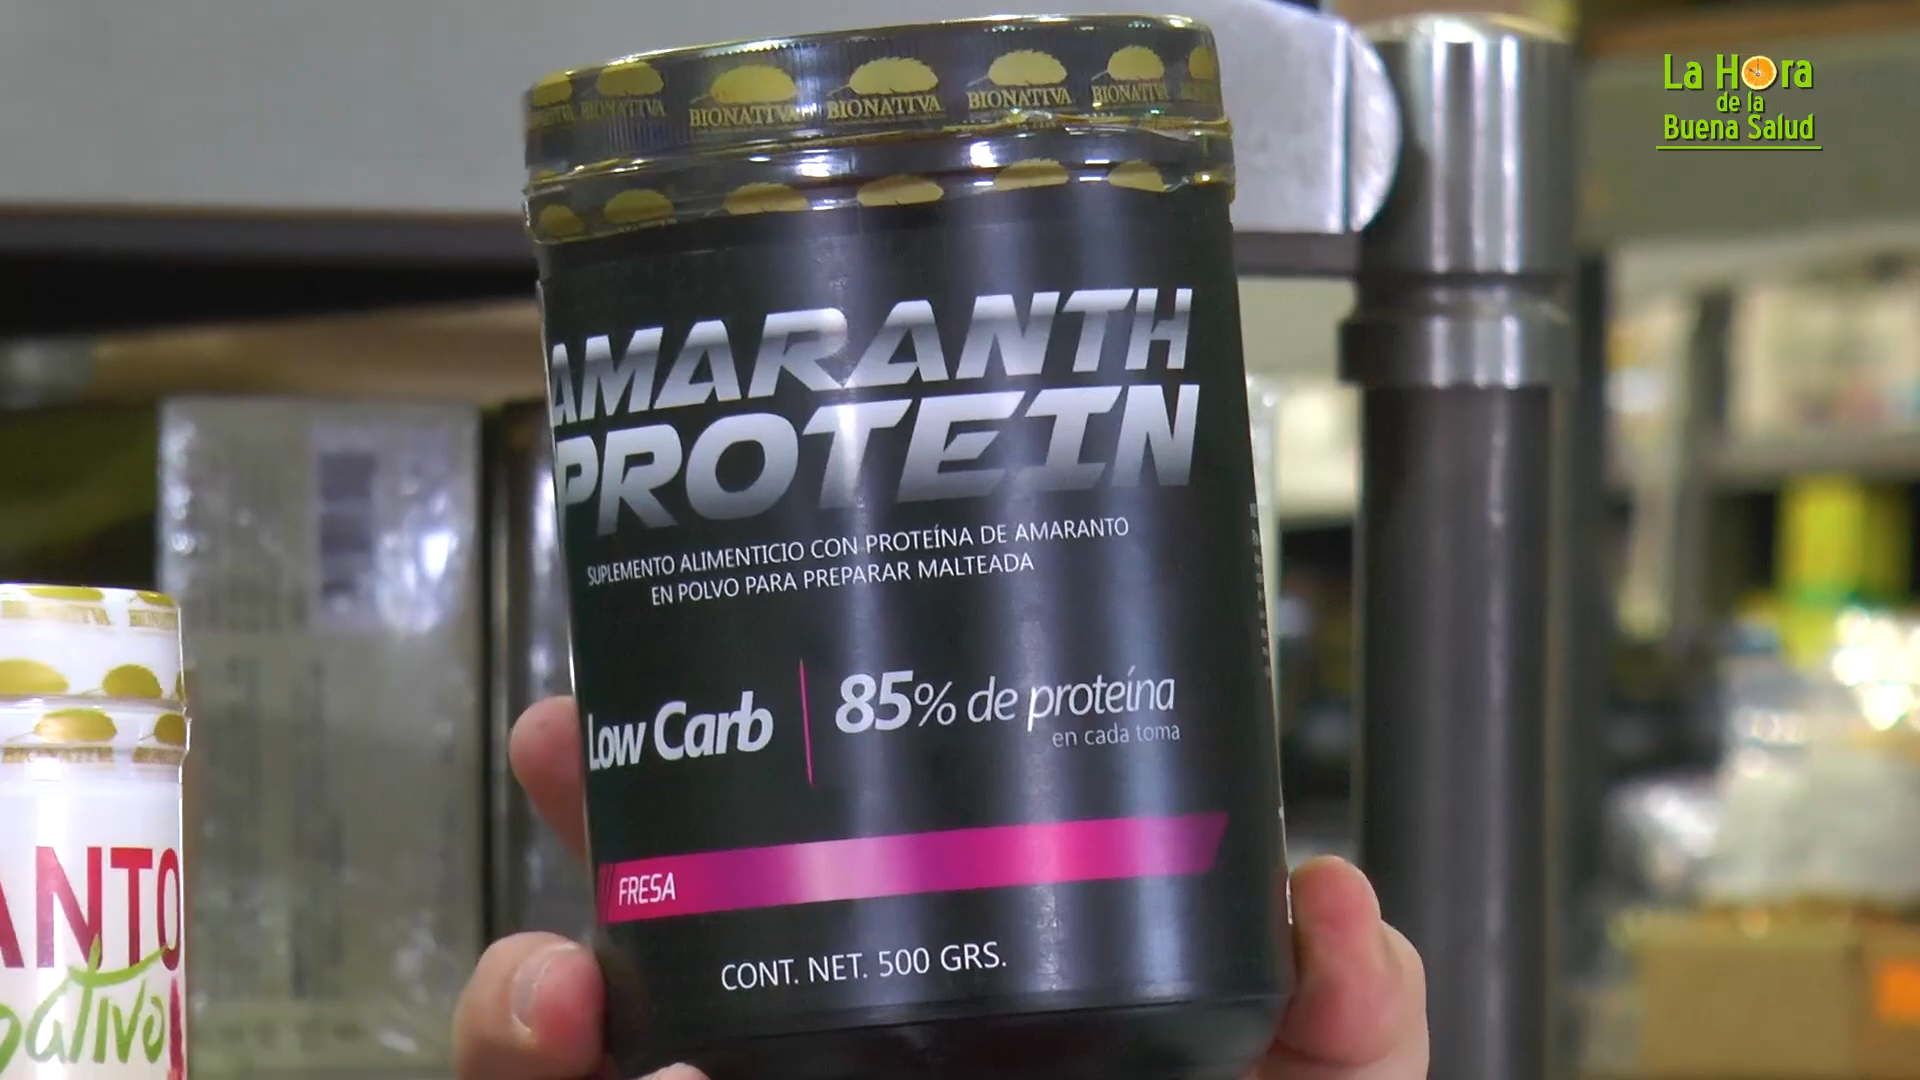 La Hora
de la
Buena Salud
BIONATIVA BIONATIVA BIONATIVA BIONATIVA BIONATIVA
AMARANTH
PROTEIN
SUPLEMENTO ALIMENTICIO CON PROTEÍNA DE AMARANTO
EN POLVO PARA PREPARAR MALTEADA
Low Carb
85% de proteína
en cada toma
FRESA
CONT. NET. 500 GRS.
BIONATIVA
ANTO